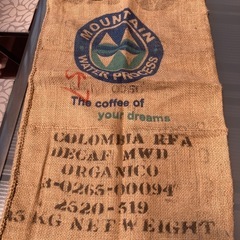 MOUNTAIN
WATER PROCESS
The coffee of
your dreams
COLOMBIA RFA
DECAF MWD
ORGANICO
3-0265-00094
2520-519
KG NET WEIGHT